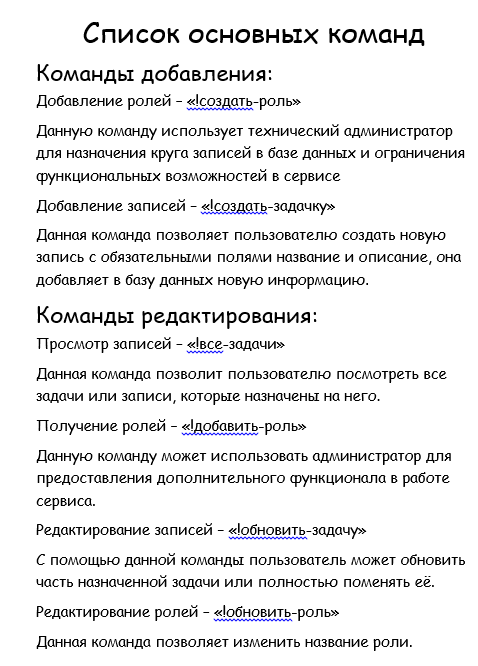 Список основных команд
Команды добавления:
Добавление ролей – «!создать-роль»
Данную команду использует технический администратор
для назначения круга записей в базе данных и ограничения
функциональных возможностей в сервисе
Добавление записей – «!создать-задачку»
Данная команда позволяет пользователю создать новую
запись с обязательными полями название и описание, она
добавляет в базу данных новую информацию.
Команды редактирования:
Просмотр записей – «!все-задачи»
Данная команда позволит пользователю посмотреть все
задачи или записи, которые назначены на него.
Получение ролей – «!добавить-роль»
Данную команду может использовать администратор для
предоставления дополнительного функционала в работе
сервиса.
Редактирование записей – «!обновить-задачу»
С помощью данной команды пользователь может обновить
часть назначенной задачи или полностью поменять её.
Редактирование ролей – «!обновить-роль»
Данная команда позволяет изменить название роли.